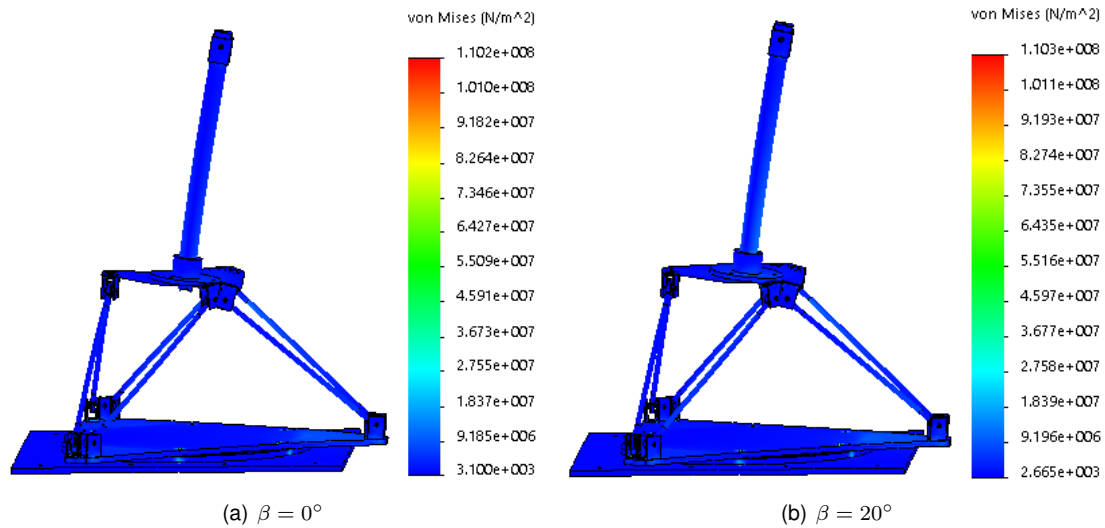 von Mises (N/m^2)
1.102e+008
1.010e+008
9.182e+007
8.264e+007
7.346e+007
6.427e+007
5.509e+007
4.591e+007
3.673e+007
2.755e+007
1.837e+007
9.185e+006
3.100e+003
(a) β = 0°
von Mises (N/m^2)
1.103e+008
1.011e+008
9.193e+007
8.274e+007
7.355e+007
6.435e+007
5.516e+007
4.597e+007
3.677e+007
2.758e+007
1.839e+007
9.196e+006
2.665e+003
(b) β = 20°